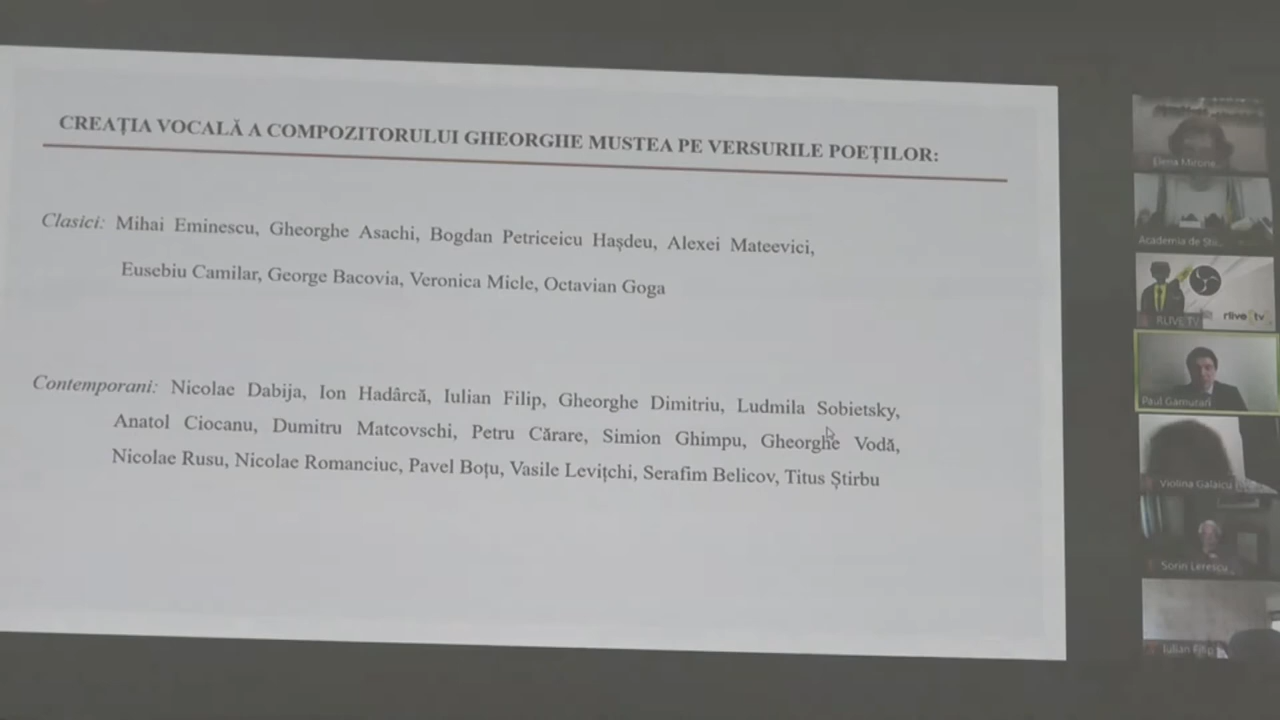 CREAȚIA VOCALĂ A COMPOZITORULUI GHEORGHE MUSTEA PE VERSURILE POEȚILOR:
Clasici: Mihai Eminescu, Gheorghe Asachi, Bogdan Petriceicu Hașdeu, Alexei Mateevici,
Eusebiu Camilar, George Bacovia, Veronica Micle, Octavian Goga
Contemporani: Nicolae Dabija, Ion Hadârcă, Iulian Filip, Gheorghe Dimitriu, Ludmila Sobietsky,
Anatol Ciocanu, Dumitru Matcovschi, Petru Cărare, Simion Ghimpu, Gheorghe Vodă,
Nicolae Rusu, Nicolae Romanciuc, Pavel Boțu, Vasile Levițchi, Serafim Belicov, Titus Știrbu
Elena Mirone...
Academia deȘti...
rlive tv
RLIVE TV
Paul Gamurari
Violina Galaicu
Sorin Lerescu
Iulian Filip